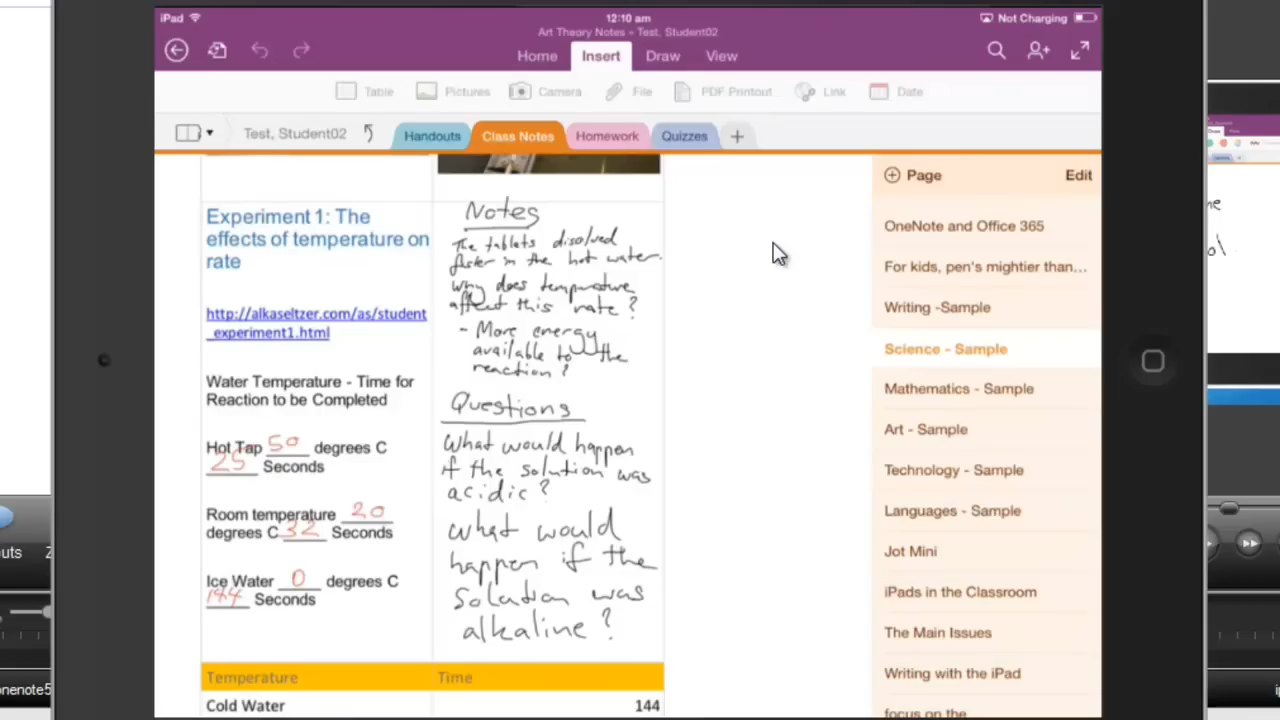 iPad
12:10 am
Not Charging
Art Theory Notes » Test, Student02
Home Insert Draw View
Table Pictures Camera File PDF Printout Link Date
Test, Student02
Handouts Class Notes Homework Quizzes +
Experiment 1: The
effects of temperature on
rate
http://alkaseltzer.com/as/student
_experiment1.html
Water Temperature - Time for
Reaction to be Completed
Hot Tap 50 degrees C
25 Seconds
Room temperature 20
degrees C 32 Seconds
Ice Water 0 degrees C
144 Seconds
Notes
The tablets disolved
faster in the hot water.
Why does temperature
affect this rate?
- More energy
available to the
reaction?
Questions
What would happen
if the solution was
acidic?
What would
happen if the
solution was
alkaline?
Temperature Time
Cold Water 144
Page Edit
OneNote and Office 365
For kids, pen's mightier than...
Writing -Sample
Science - Sample
Mathematics - Sample
Art - Sample
Technology - Sample
Languages - Sample
Jot Mini
iPads in the Classroom
The Main Issues
Writing with the iPad
focus on the
outs
onenote5